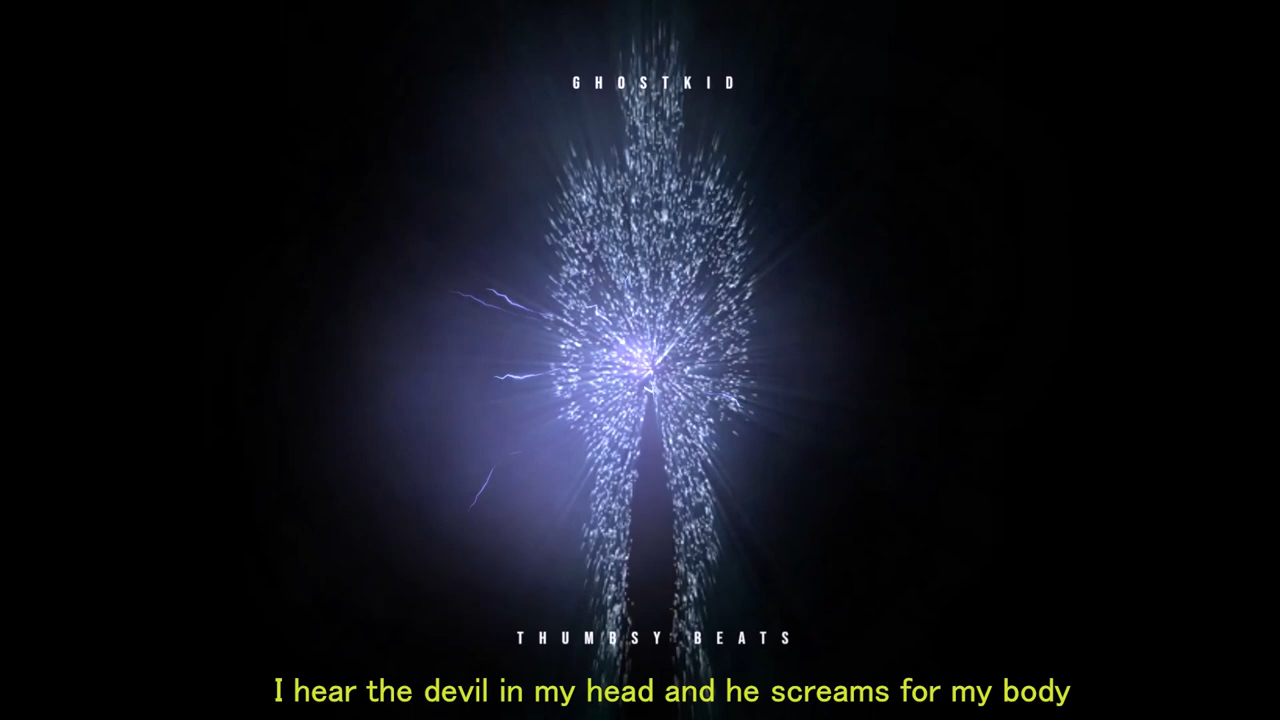 GHOSTKID
THUMBSY BEATS
I hear the devil in my head and he screams for my body